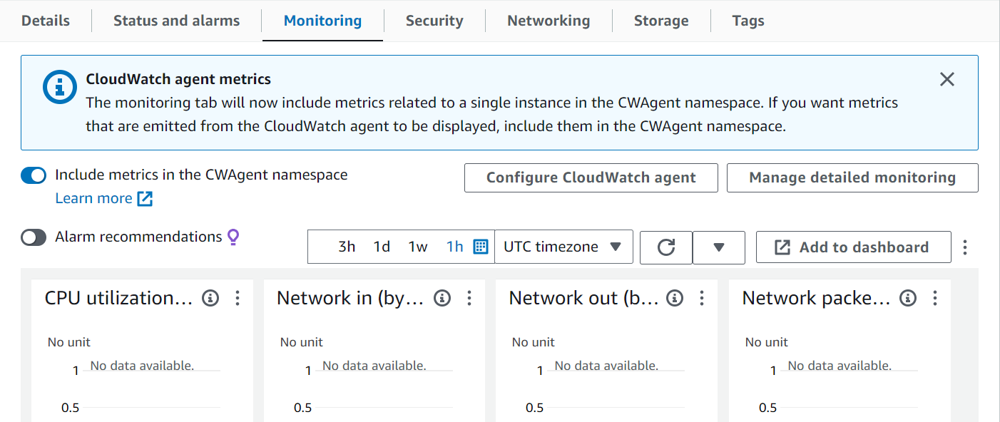 Details
Status and alarms
Monitoring
Security
Networking
Storage
Tags
CloudWatch agent metrics
The monitoring tab will now include metrics related to a single instance in the CWAgent namespace. If you want metrics
that are emitted from the CloudWatch agent to be displayed, include them in the CWAgent namespace.
Include metrics in the CWAgent namespace
Learn more
Configure CloudWatch agent
Manage detailed monitoring
Alarm recommendations
3h 1d 1w 1h
UTC timezone
Add to dashboard
CPU utilization...
No unit
No data available.
1
0.5
Network in (by...
No unit
No data available.
1
0.5
Network out (b...
No unit
No data available.
1
0.5
Network packe...
No unit
No data available.
1
0.5